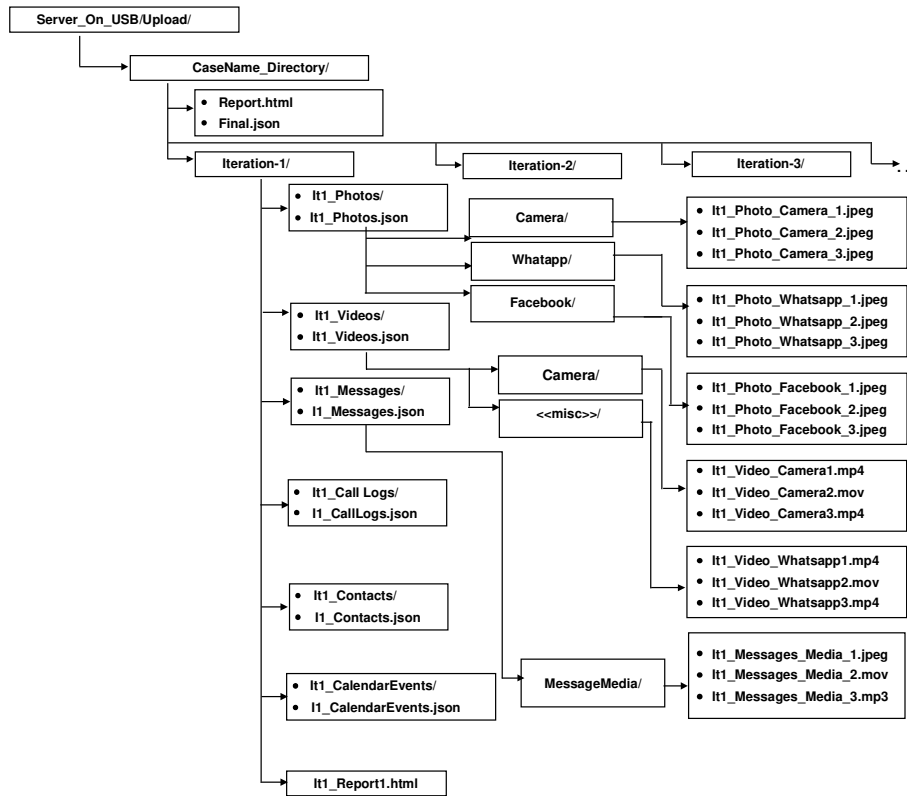 Server_On_USB/Upload/
CaseName_Directory/
• Report.html
• Final.json
Iteration-1/
Iteration-2/
Iteration-3/
. .
• It1_Photos/
• It1_Photos.json
Camera/
• It1_Photo_Camera_1.jpeg
• It1_Photo_Camera_2.jpeg
• It1_Photo_Camera_3.jpeg
Whatapp/
Facebook/
• It1_Photo_Whatsapp_1.jpeg
• It1_Photo_Whatsapp_2.jpeg
• It1_Photo_Whatsapp_3.jpeg
• It1_Videos/
• It1_Videos.json
Camera/
<<misc>>/
• It1_Photo_Facebook_1.jpeg
• It1_Photo_Facebook_2.jpeg
• It1_Photo_Facebook_3.jpeg
• It1_Messages/
• I1_Messages.json
• It1_Video_Camera1.mp4
• It1_Video_Camera2.mov
• It1_Video_Camera3.mp4
• It1_Call Logs/
• I1_CallLogs.json
• It1_Video_Whatsapp1.mp4
• It1_Video_Whatsapp2.mov
• It1_Video_Whatsapp3.mp4
• It1_Contacts/
• I1_Contacts.json
MessageMedia/
• It1_Messages_Media_1.jpeg
• It1_Messages_Media_2.mov
• It1_Messages_Media_3.mp3
• It1_CalendarEvents/
• I1_CalendarEvents.json
It1_Report1.html